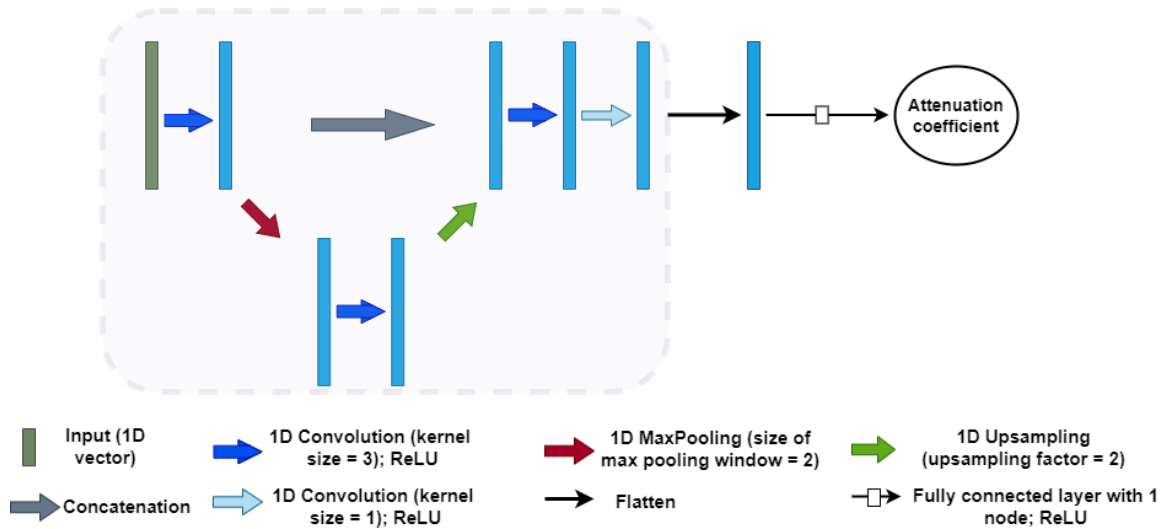 Attenuation
coefficient
Input (1D
vector)
1D Convolution (kernel
size = 3); ReLU
1D MaxPooling (size of
max pooling window = 2)
1D Upsampling
(upsampling factor = 2)
Concatenation
1D Convolution (kernel
size = 1); ReLU
Flatten
Fully connected layer with 1
node; ReLU